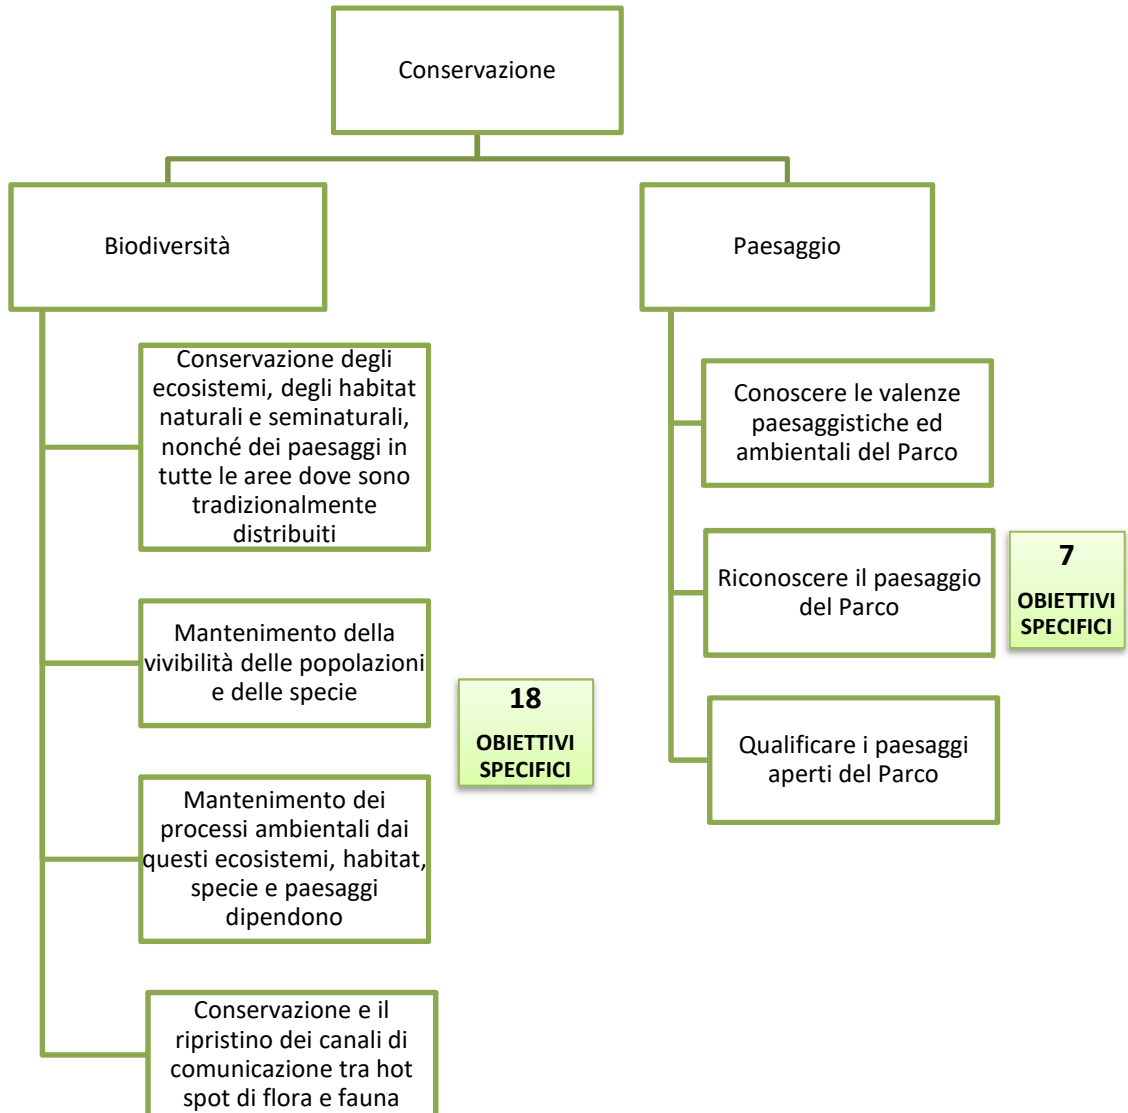 Conservazione
Biodiversità
Conservazione degli
ecosistemi, degli habitat
naturali e seminaturali,
nonché dei paesaggi in
tutte le aree dove sono
tradizionalmente
distribuiti
Mantenimento della
vivibilità delle popolazioni
e delle specie
Mantenimento dei
processi ambientali dai
questi ecosistemi, habitat,
specie e paesaggi
dipendono
Conservazione e il
ripristino dei canali di
comunicazione tra hot
spot di flora e fauna
18
OBIETTIVI
SPECIFICI
Paesaggio
Conoscere le valenze
paesaggistiche ed
ambientali del Parco
Riconoscere il paesaggio
del Parco
Qualificare i paesaggi
aperti del Parco
7
OBIETTIVI
SPECIFICI